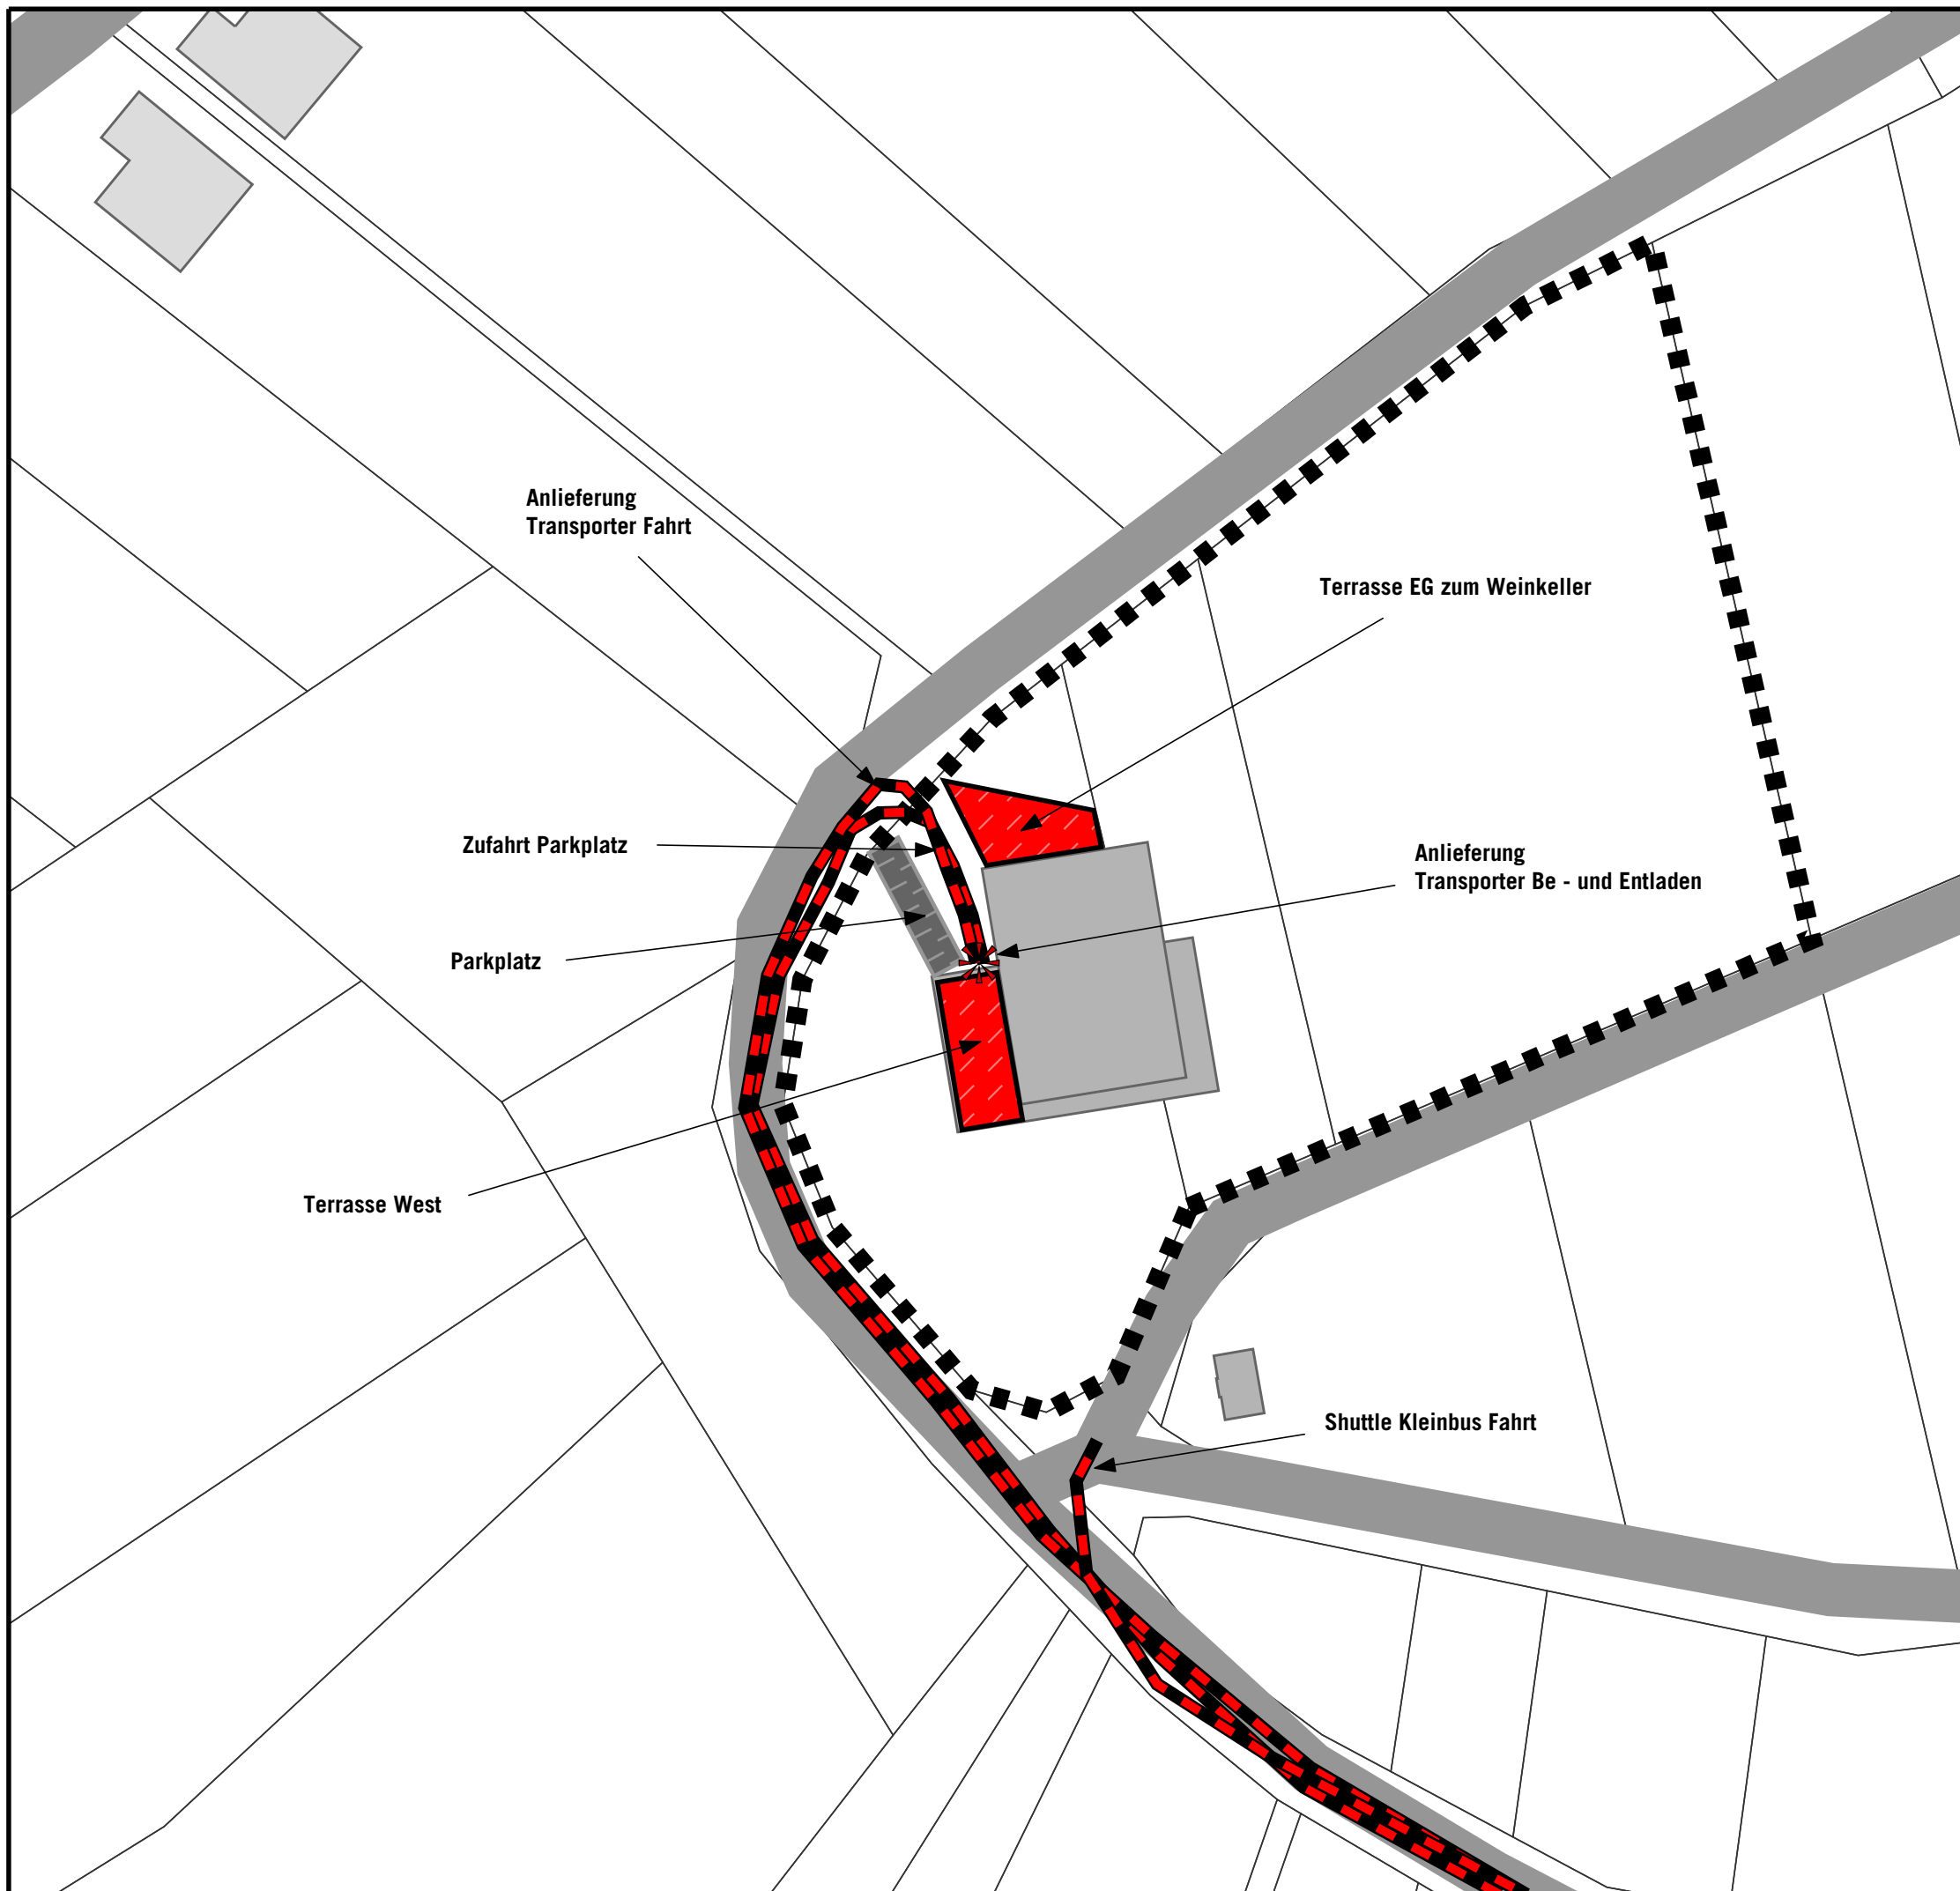 Anlieferung
Transporter Fahrt
Terrasse EG zum Weinkeller
Zufahrt Parkplatz
Anlieferung
Transporter Be - und Entladen
Parkplatz
Terrasse West
Shuttle Kleinbus Fahrt